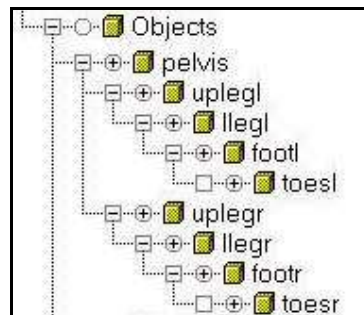 Objects
pelvis
uplegl
llegl
footl
toesl
uplegr
llegr
footr
toesr